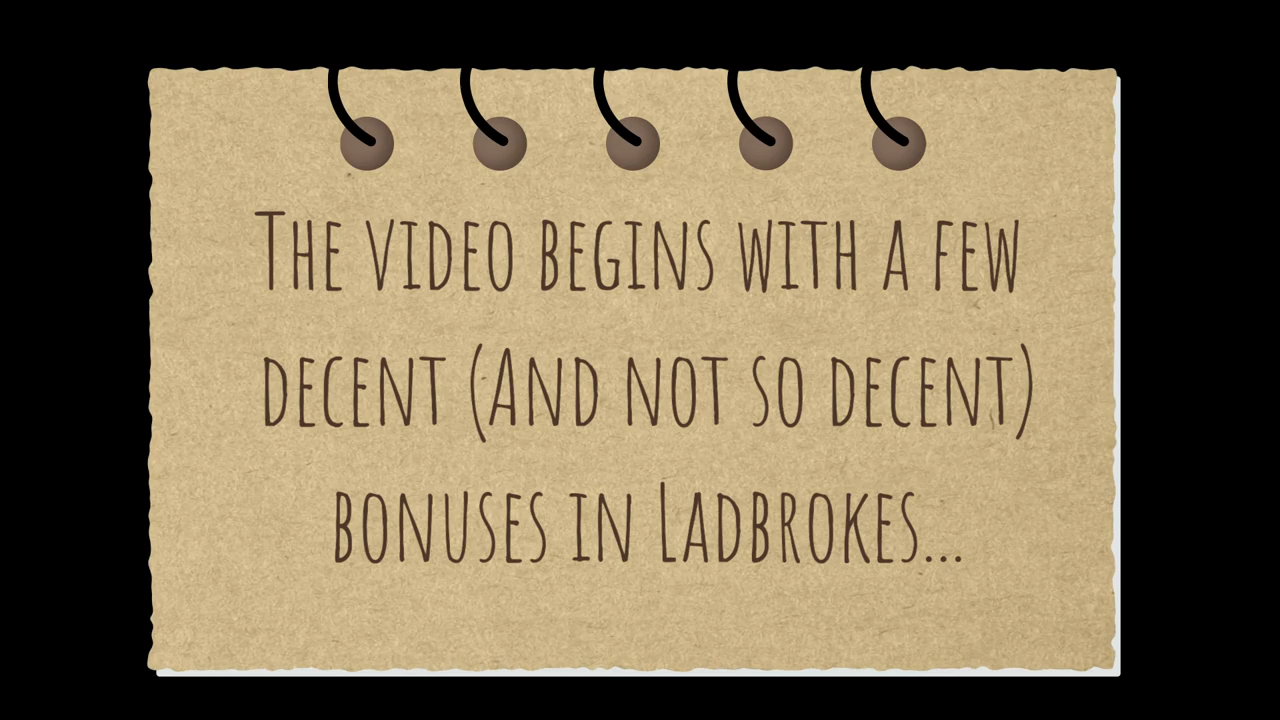 The video begins with a few
decent (And not so decent)
bonuses in Ladbrokes...